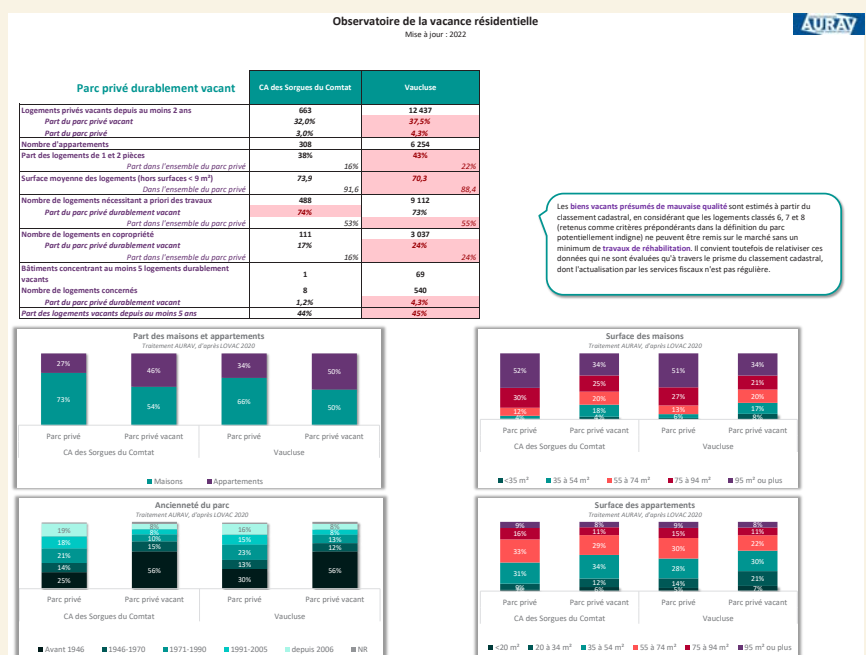 Observatoire de la vacance résidentielle
Mise à jour : 2022
AURAV
Parc privé durablement vacant CA des Sorgues du Comtat Vaucluse
Logements privés vacants depuis au moins 2 ans 663 12 437
Part du parc privé vacant 32,0% 37,5%
Part du parc privé 3,0% 4,3%
Nombre d'appartements 308 6 254
Part des logements de 1 et 2 pièces 38% 43%
Part dans l'ensemble du parc privé 16% 22%
Surface moyenne des logements (hors surfaces < 9 m²) 73,9 70,3
Dans l'ensemble du parc privé 91,6 88,4
Nombre de logements nécessitant a priori des travaux 488 9 112
Part du parc privé durablement vacant 74% 73%
Part dans l'ensemble du parc privé 53% 55%
Nombre de logements en copropriété 111 3 037
Part du parc privé durablement vacant 17% 24%
Part dans l'ensemble du parc privé 16% 24%
Bâtiments concentrant au moins 5 logements durablement
vacants 1 69
Nombre de logements concernés 8 540
Part du parc privé durablement vacant 1,2% 4,3%
Part des logements vacants depuis au moins 5 ans 44% 45%
Les biens vacants présumés de mauvaise qualité sont estimés à partir du
classement cadastral, en considérant que les logements classés 6, 7 et 8
(retenus comme critères prépondérants dans la définition du parc
potentiellement indigne) ne peuvent être remis sur le marché sans un
minimum de travaux de réhabilitation. Il convient toutefois de relativiser ces
données qui ne sont évaluées qu'à travers le prisme du classement cadastral,
dont l'actualisation par les services fiscaux n'est pas régulière.
Part des maisons et appartements
Traitement AURAV, d'après LOVAC 2020
27% 46% 34% 50%
73% 54% 66% 50%
Parc privé Parc privé vacant Parc privé Parc privé vacant
CA des Sorgues du Comtat Vaucluse
Maisons Appartements
Surface des maisons
Traitement AURAV, d'après LOVAC 2020
52% 34% 51% 34%
30% 25% 27% 21%
12% 20% 13% 20%
18% 6% 17%
4% 8%
Parc privé Parc privé vacant Parc privé Parc privé vacant
CA des Sorgues du Comtat Vaucluse
<35 m² 35 à 54 m² 55 à 74 m² 75 à 94 m² 95 m² ou plus
Ancienneté du parc
Traitement AURAV, d'après LOVAC 2020
19% 8% 16% 8%
18% 8% 15% 8%
21% 10% 23% 13%
14% 15% 13% 12%
25% 56% 30% 56%
Parc privé Parc privé vacant Parc privé Parc privé vacant
CA des Sorgues du Comtat Vaucluse
Avant 1946 1946-1970 1971-1990 1991-2005 depuis 2006 NR
Surface des appartements
Traitement AURAV, d'après LOVAC 2020
9% 8% 9% 8%
16% 11% 15% 11%
33% 29% 30% 22%
31% 34% 28% 30%
9% 12% 14% 21%
6% 5% 7%
Parc privé Parc privé vacant Parc privé Parc privé vacant
CA des Sorgues du Comtat Vaucluse
<20 m² 20 à 34 m² 35 à 54 m² 55 à 74 m² 75 à 94 m² 95 m² ou plus